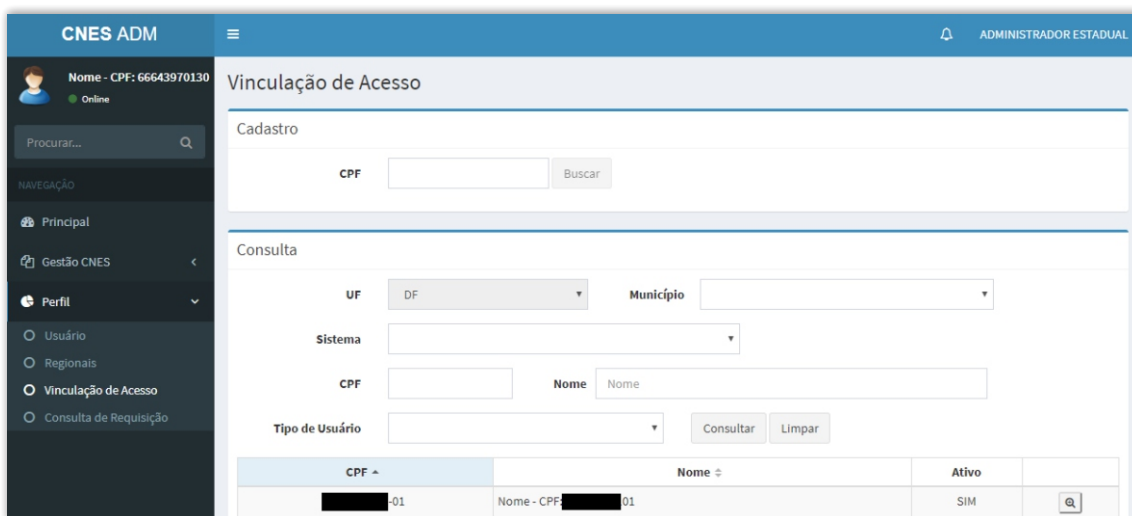 CNES ADM
ADMINISTRADOR ESTADUAL
Nome - CPF: 66643970130
Online
Procurar...
NAVEGAÇÃO
Principal
Gestão CNES
Perfil
Usuário
Regionais
Vinculação de Acesso
Consulta de Requisição
Vinculação de Acesso
Cadastro
CPF Buscar
Consulta
UF DF Município
Sistema
CPF Nome Nome
Tipo de Usuário Consultar Limpar
CPF Nome Ativo
-01 Nome - CPF: 01 SIM